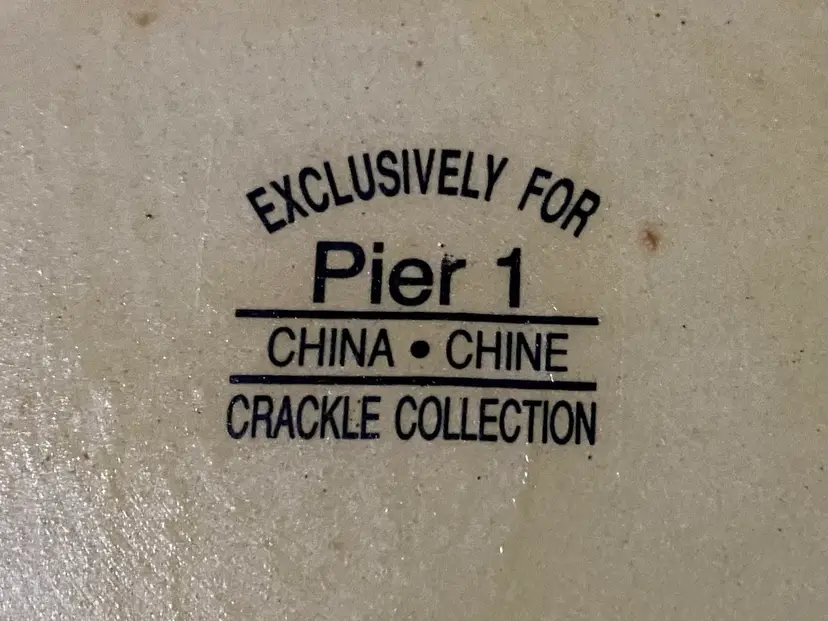 EXCLUSIVELY FOR
Pier 1
CHINA • CHINE
CRACKLE COLLECTION